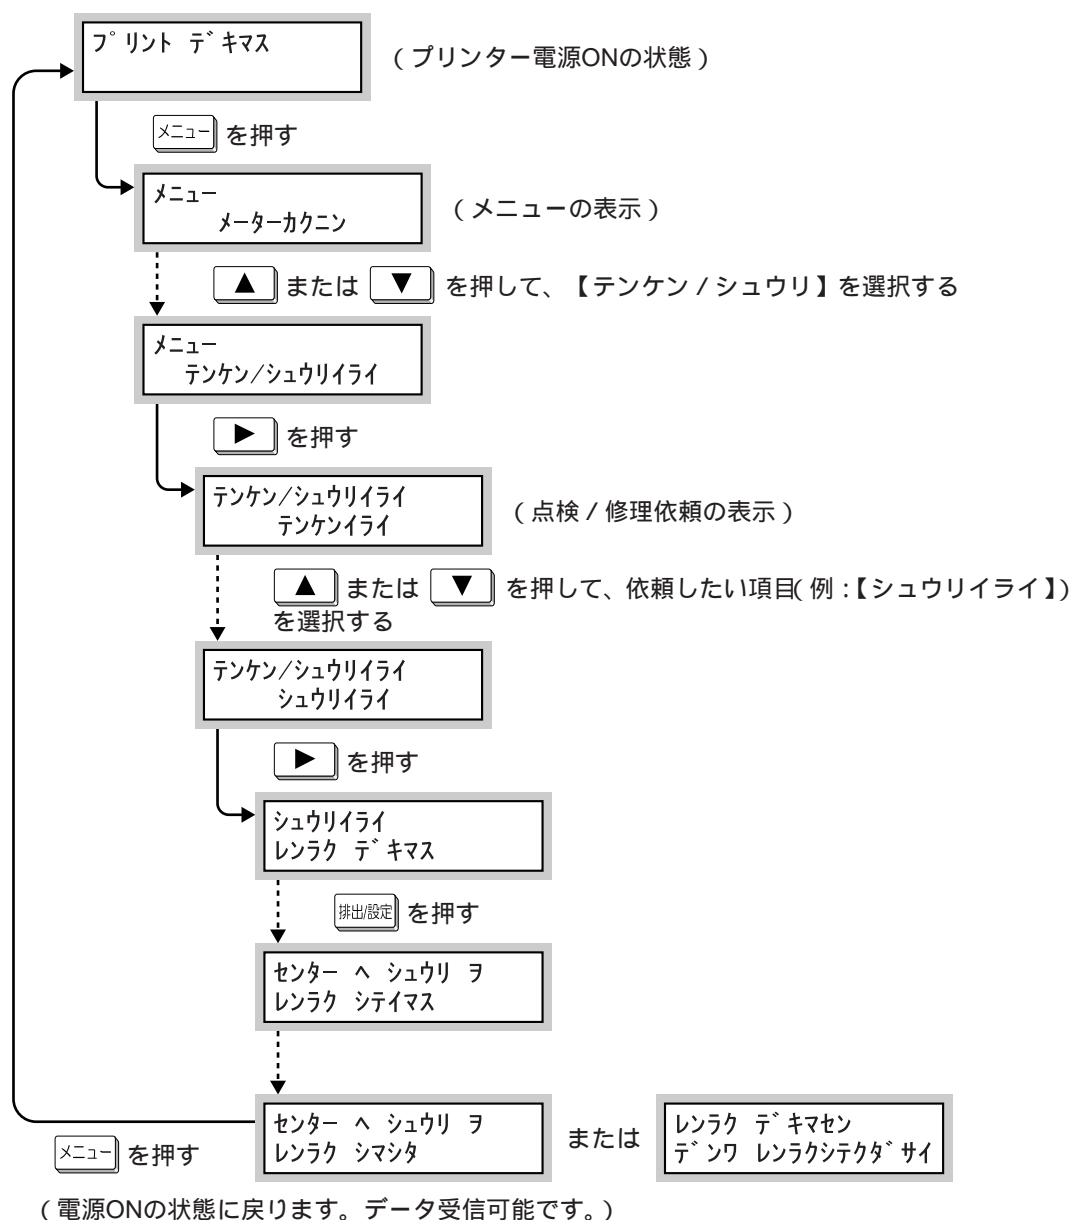 プリント デキマス
(プリンター電源ONの状態)
メニュー を押す
メニュー
メーターカクニン
(メニューの表示)
▲ または ▼ を押して、【テンケン / シュウリ】を選択する
メニュー
テンケン/シュウリイライ
▶ を押す
テンケン/シュウリイライ
テンケンイライ
(点検 / 修理依頼の表示)
▲ または ▼ を押して、依頼したい項目(例:【シュウリイライ】)
を選択する
テンケン/シュウリイライ
シュウリイライ
▶ を押す
シュウリイライ
レンラク デキマス
排出/設定 を押す
センター ヘ シュウリ ヲ
レンラク シテイマス
センター ヘ シュウリ ヲ
レンラク シマシタ
または
レンラク デキマセン
デンワ レンラクシテクダサイ
メニュー を押す
(電源ONの状態に戻ります。データ受信可能です。)